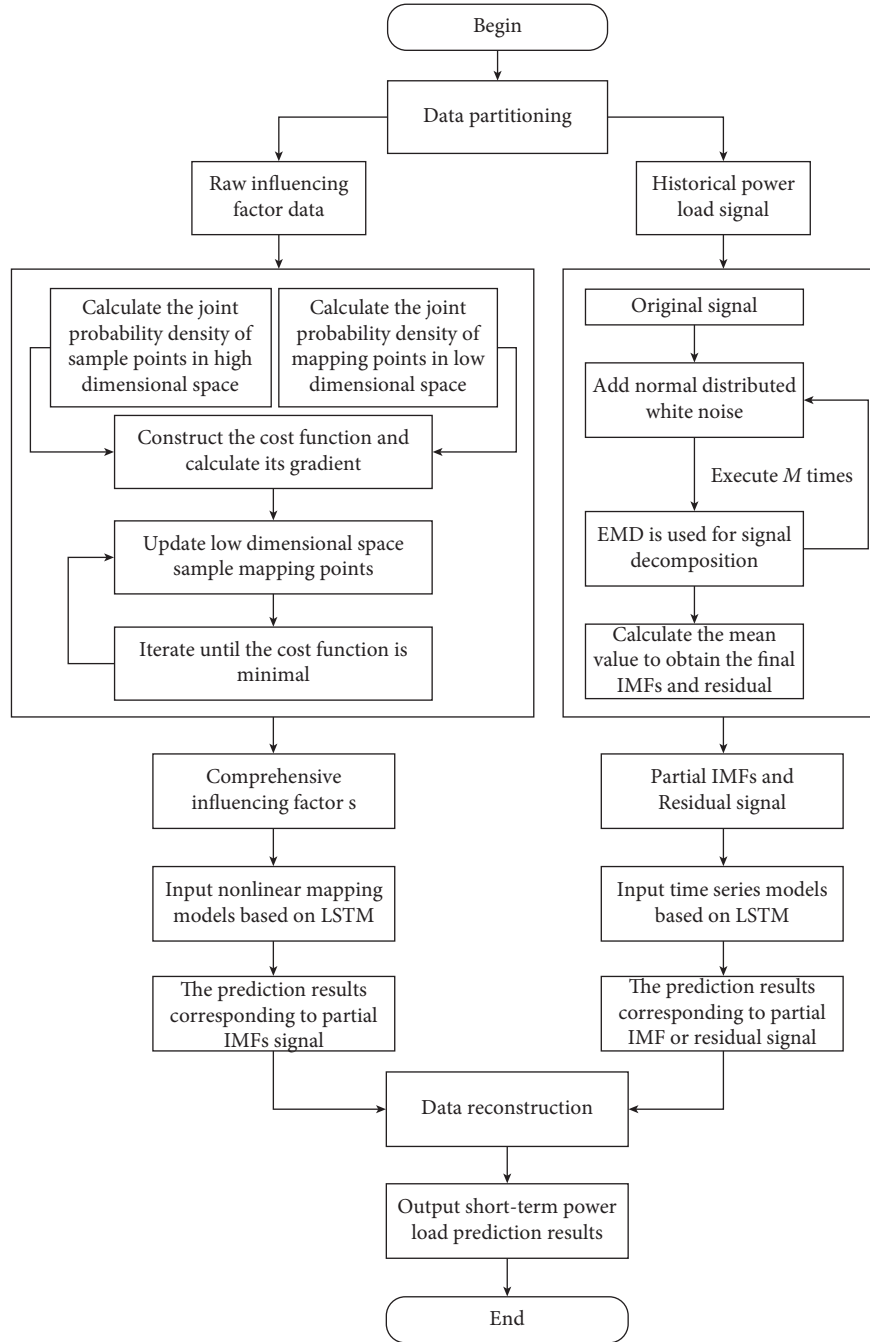 Begin
Data partitioning
Raw influencing
factor data
Historical power
load signal
Calculate the joint
probability density of
sample points in high
dimensional space
Calculate the joint
probability density of
mapping points in low
dimensional space
Construct the cost function and
calculate its gradient
Update low dimensional space
sample mapping points
Iterate until the cost function is
minimal
Original signal
Add normal distributed
white noise
Execute M times
EMD is used for signal
decomposition
Calculate the mean
value to obtain the final
IMFs and residual
Comprehensive
influencing factor s
Partial IMFs and
Residual signal
Input nonlinear mapping
models based on LSTM
Input time series models
based on LSTM
The prediction results
corresponding to partial
IMFs signal
The prediction results
corresponding to partial
IMF or residual signal
Data reconstruction
Output short-term power
load prediction results
End